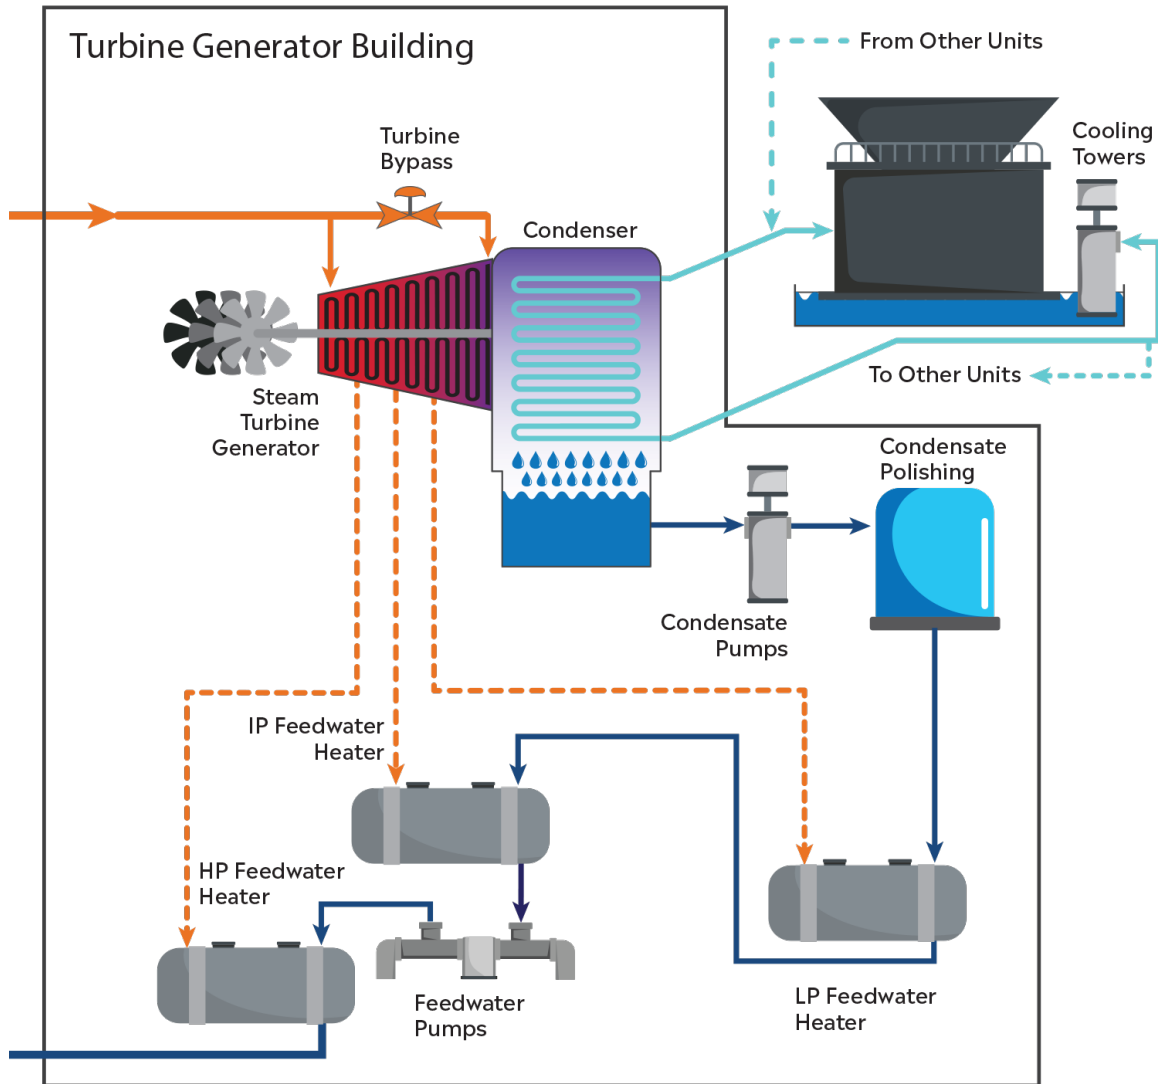 Turbine Generator Building
From Other Units
Turbine
Bypass
Cooling
Towers
Condenser
To Other Units
Steam
Turbine
Generator
Condensate
Polishing
Condensate
Pumps
IP Feedwater
Heater
HP Feedwater
Heater
Feedwater
Pumps
LP Feedwater
Heater